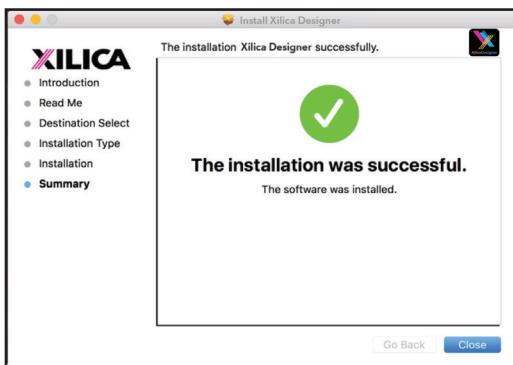 Install Xilica Designer
XILICA
The installation Xilica Designer successfully.
Introduction
Read Me
Destination Select
Installation Type
Installation
Summary
The installation was successful.
The software was installed.
Go Back
Close